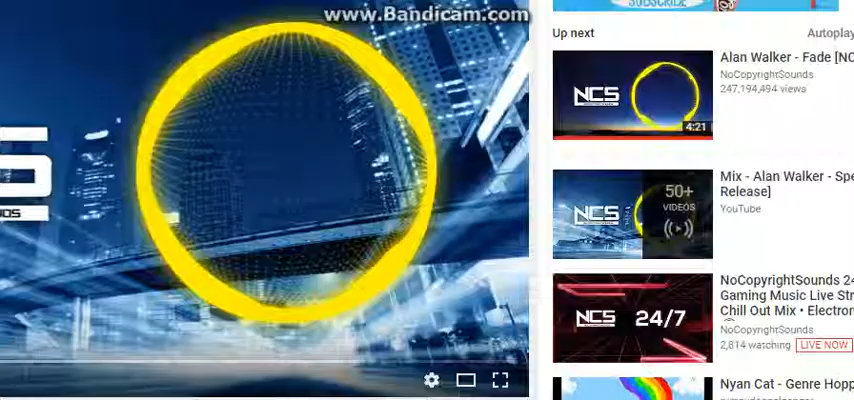 www.Bandicam.com
SUBSCRIBE
Up next
Autoplay
Alan Walker - Fade [NC
NoCopyrightSounds
247,194,494 views
NCS
4:21
Mix - Alan Walker - Spe
Release]
YouTube
NCS
50+
VIDEOS
NoCopyrightSounds 24
Gaming Music Live Str
Chill Out Mix • Electron
NoCopyrightSounds
2,814 watching
LIVE NOW
NCS
24/7
Nyan Cat - Genre Hopp